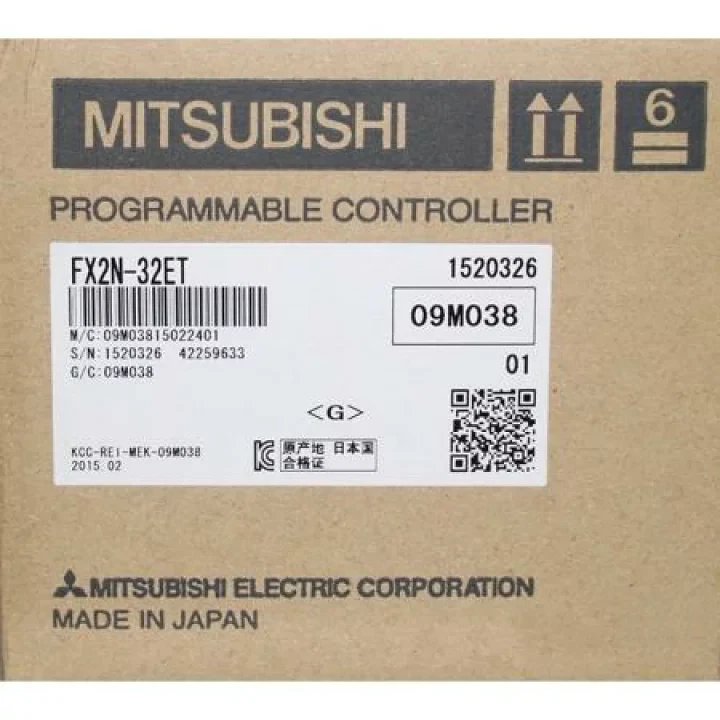 MITSUBISHI
6
PROGRAMMABLE CONTROLLER
FX2N-32ET
1520326
M/C:09M03815022401
09M038
S/N:1520326 42259633
G/C:09M038
01
<G>
KCC-REI-MEK-09M038
2015.02
原产地 日本国
合格证
MITSUBISHI ELECTRIC CORPORATION
MADE IN JAPAN